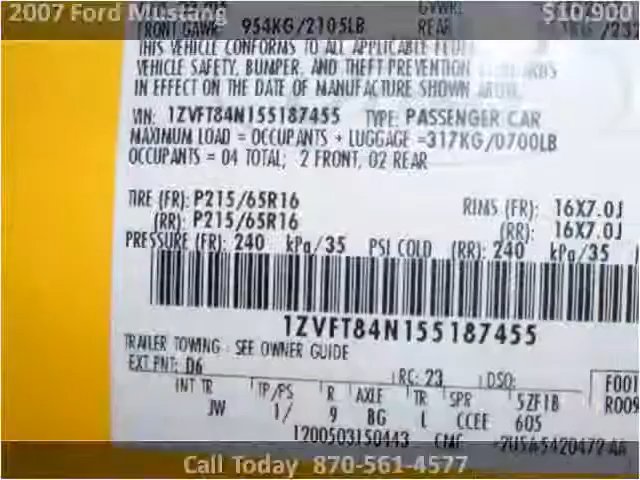 2007 Ford Mustang $10,900
FRONT GAWR: 954KG/2105LB REAR
THIS VEHICLE CONFORMS TO ALL APPLICABLE
VEHICLE SAFETY, BUMPER, AND THEFT PREVENTION STANDARDS
IN EFFECT ON THE DATE OF MANUFACTURE SHOWN ABOVE.
VIN: 1ZVFT84N155187455 TYPE: PASSENGER CAR
MAXIMUM LOAD = OCCUPANTS + LUGGAGE =317KG/0700LB
OCCUPANTS = 04 TOTAL; 2 FRONT, 02 REAR
TIRE (FR): P215/65R16 RIMS (FR): 16X7.0J
(RR): P215/65R16 (RR): 16X7.0J
PRESSURE (FR): 240 kPa/35 PSI COLD (RR): 240 kPa/35
1ZVFT84N155187455
TRAILER TOWING - SEE OWNER GUIDE
EXT PNT: D6 RC: 23 DSO: F001
INT TR TP/PS R AXLE TR SPR 5ZF1B R009
JW 1/ 9 BG L CCEE 605
1200503150443
Call Today 870-561-4577